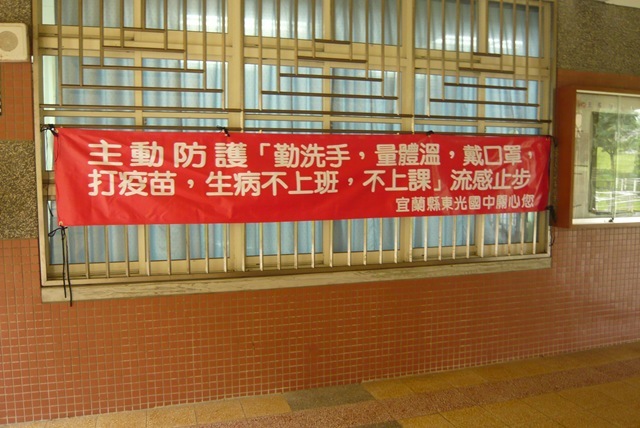 主動防護「勤洗手，量體溫，戴口罩，
打疫苗，生病不上班，不上課」流感止步
宜蘭縣東光國中關心您